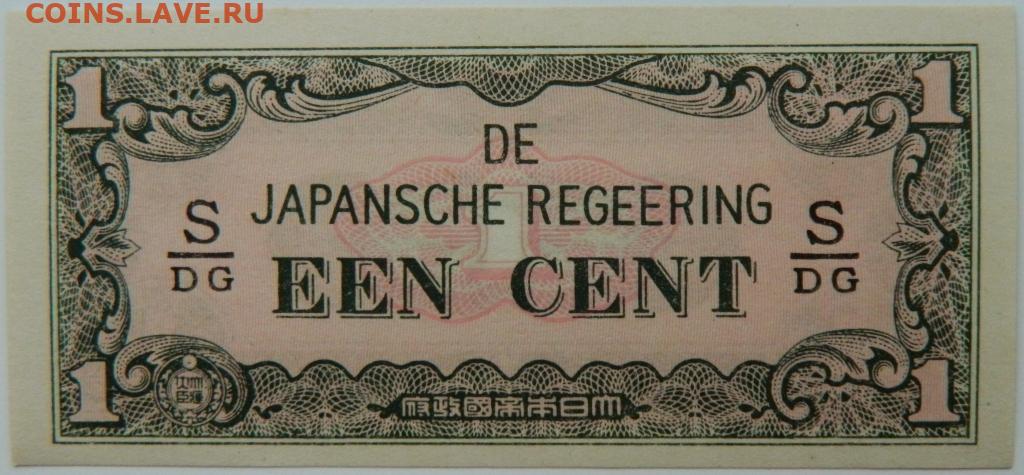 COINS.LAVE.RU
1 1
DE
JAPANSCHE REGEERING
EEN CENT
S
DG
S
DG
1
1 1
大日本帝國政府